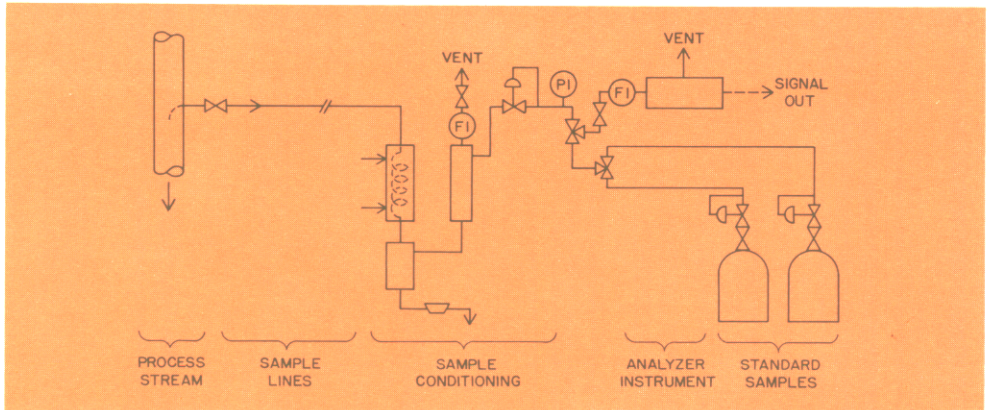 VENT
FI
PI
FI
VENT
SIGNAL
OUT
PROCESS
STREAM
SAMPLE
LINES
SAMPLE
CONDITIONING
ANALYZER
INSTRUMENT
STANDARD
SAMPLES